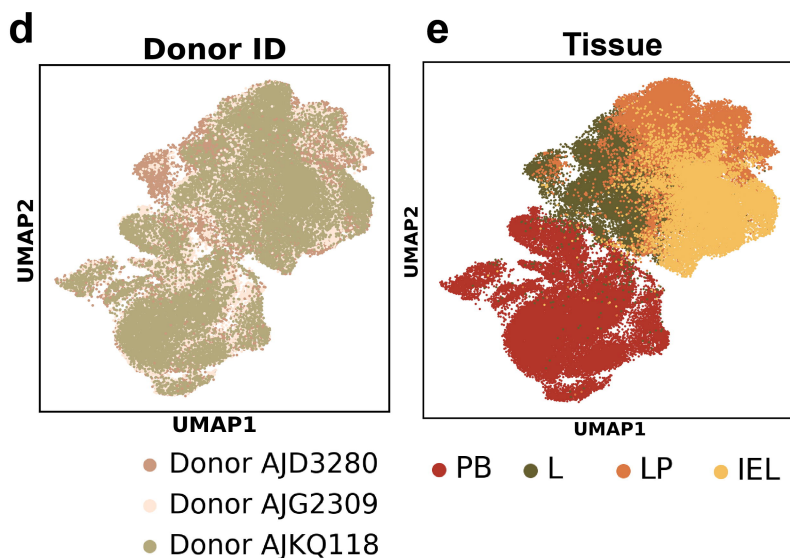 d
Donor ID
UMAP2
UMAP1
Donor AJD3280
Donor AJG2309
Donor AJKQ118
e
Tissue
UMAP2
UMAP1
PB L LP IEL